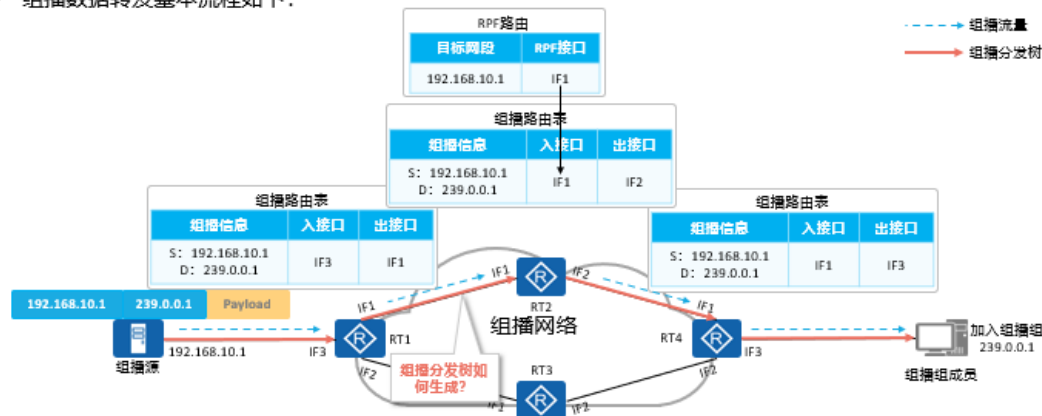 组播数据转发基本流程如下：
RPF路由
目标网段 RPF接口
192.168.10.1 IF1
组播流量
组播分发树
组播路由表
组播信息 入接口 出接口
S：192.168.10.1
D：239.0.0.1
IF1 IF2
组播路由表
组播信息 入接口 出接口
S：192.168.10.1
D：239.0.0.1
IF3 IF1
组播路由表
组播信息 入接口 出接口
S：192.168.10.1
D：239.0.0.1
IF1 IF3
192.168.10.1 239.0.0.1 Payload
组播源
192.168.10.1
IF3
IF1
RT1
IF2
IF1
RT2
IF2
组播网络
组播分发树如
何生成？
RT3
IF1
IF2
IF1
RT4
IF3
IF2
加入组播组
239.0.0.1
组播组成员